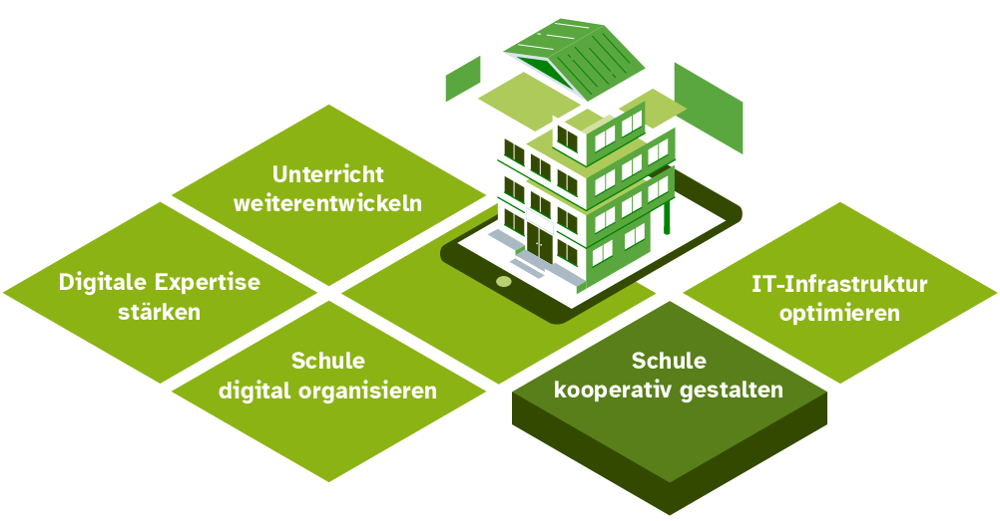 Unterricht
weiterentwickeln
Digitale Expertise
stärken
Schule
digital organisieren
Schule
kooperativ gestalten
IT-Infrastruktur
optimieren